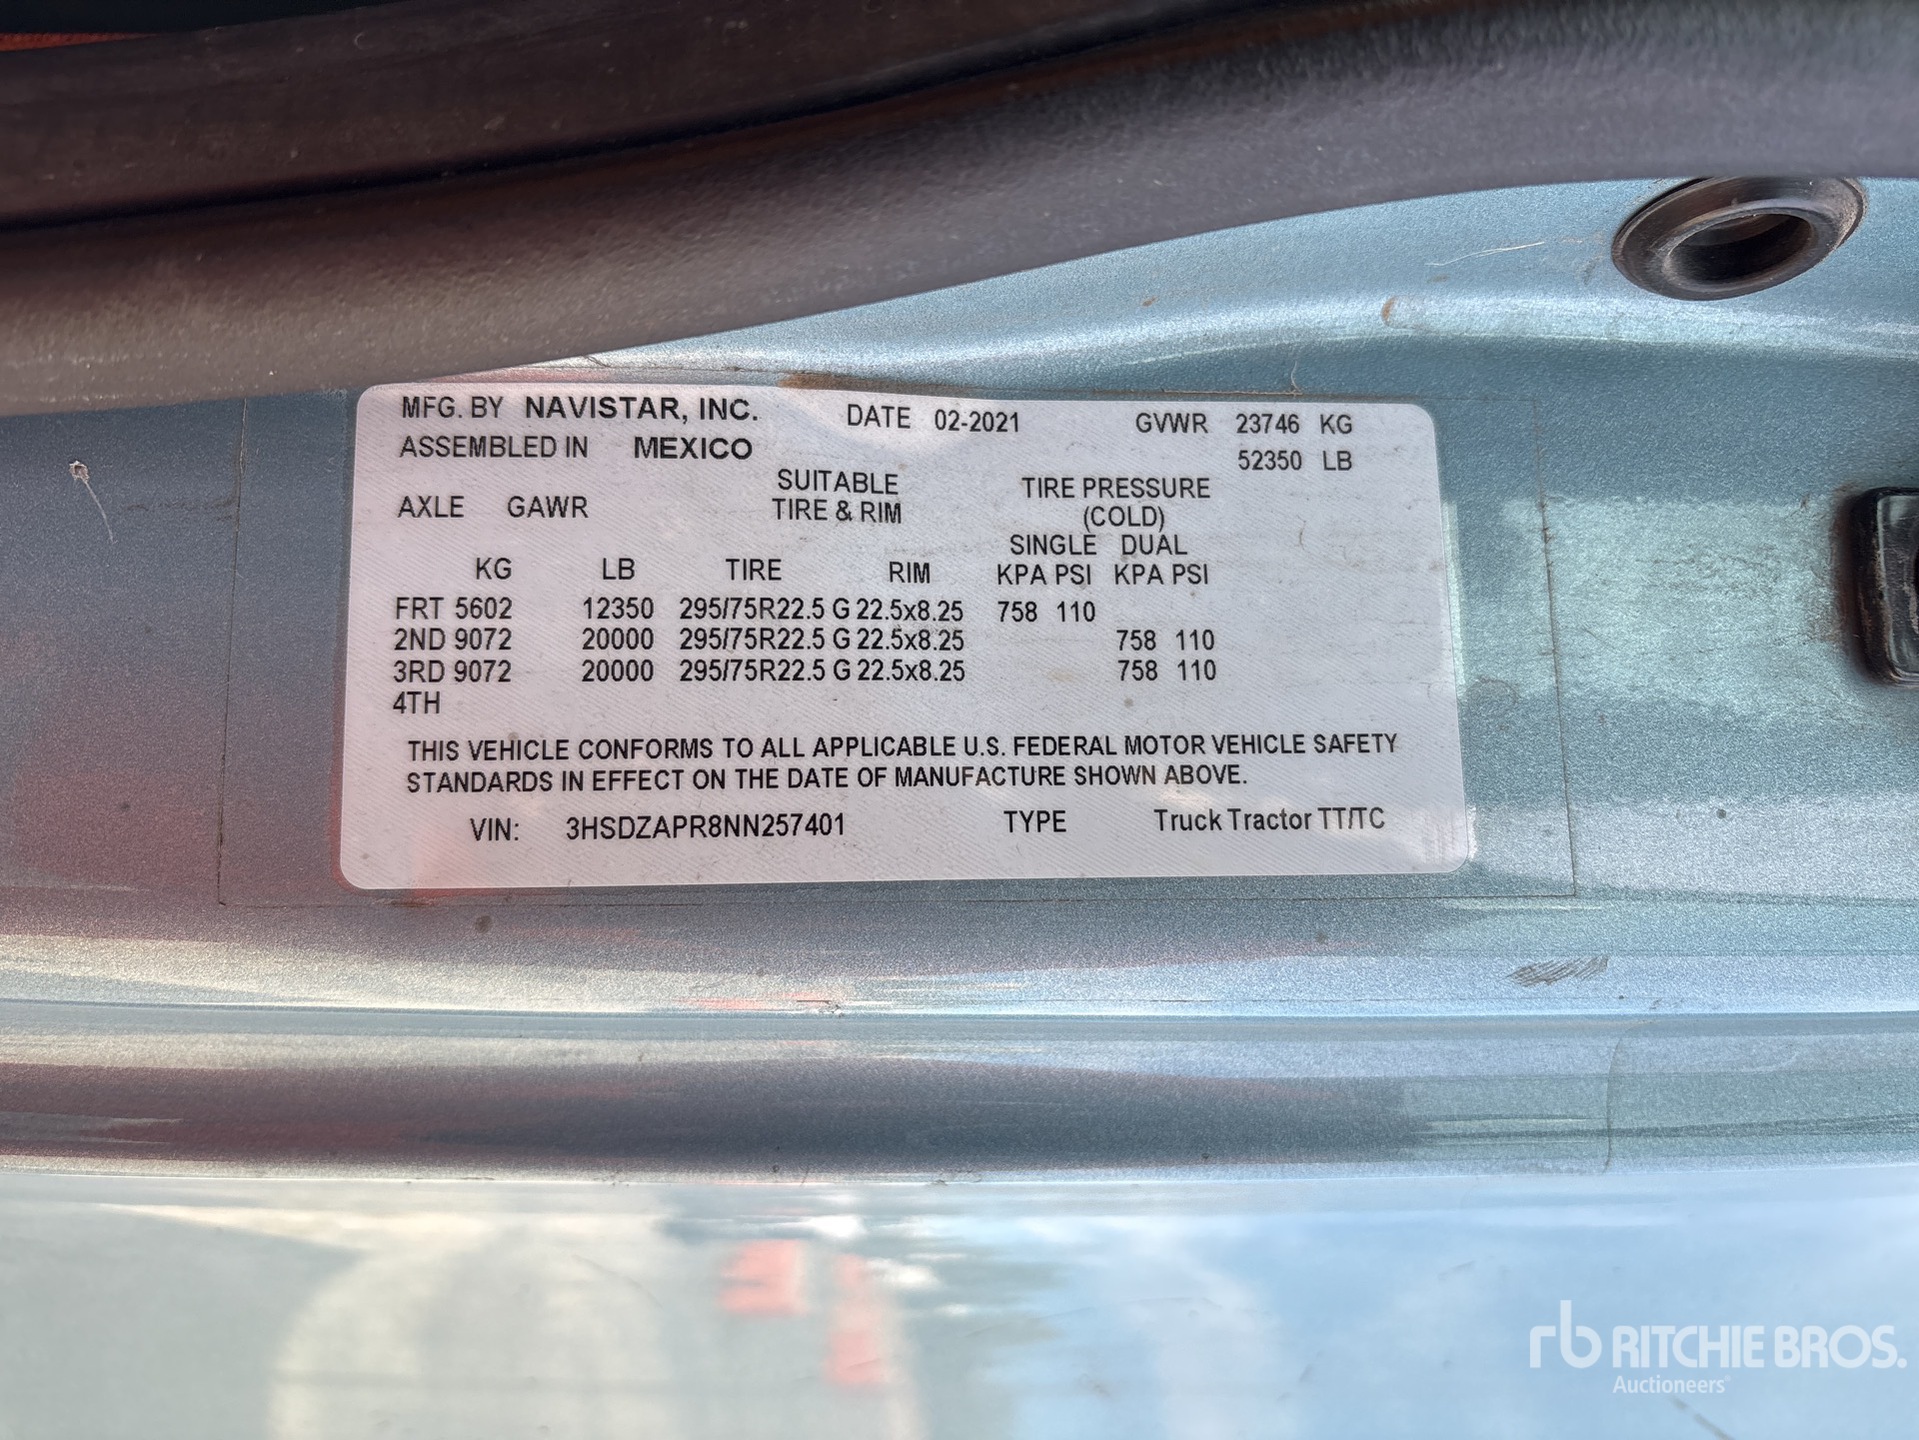 MFG. BY NAVISTAR, INC. DATE 02-2021 GVWR 23746 KG
ASSEMBLED IN MEXICO 52350 LB
AXLE GAWR SUITABLE TIRE & RIM TIRE PRESSURE (COLD)
SINGLE DUAL
KG LB TIRE RIM KPA PSI KPA PSI
FRT 5602 12350 295/75R22.5 G 22.5x8.25 758 110
2ND 9072 20000 295/75R22.5 G 22.5x8.25 758 110
3RD 9072 20000 295/75R22.5 G 22.5x8.25 758 110
4TH
THIS VEHICLE CONFORMS TO ALL APPLICABLE U.S. FEDERAL MOTOR VEHICLE SAFETY
STANDARDS IN EFFECT ON THE DATE OF MANUFACTURE SHOWN ABOVE.
VIN: 3HSDZAPR8NN257401 TYPE Truck Tractor TT/TC
rb RITCHIE BROS.
Auctioneers